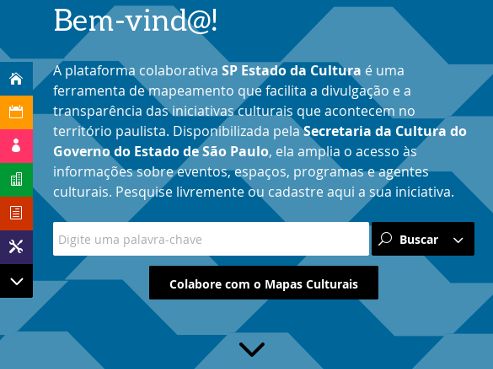 Bem-vind@!
A plataforma colaborativa SP Estado da Cultura é uma
ferramenta de mapeamento que facilita a divulgação e a
transparência das iniciativas culturais que acontecem no
território paulista. Disponibilizada pela Secretaria da Cultura do
Governo do Estado de São Paulo, ela amplia o acesso às
informações sobre eventos, espaços, programas e agentes
culturais. Pesquise livremente ou cadastre aqui a sua iniciativa.
Digite uma palavra-chave
Buscar
Colabore com o Mapas Culturais